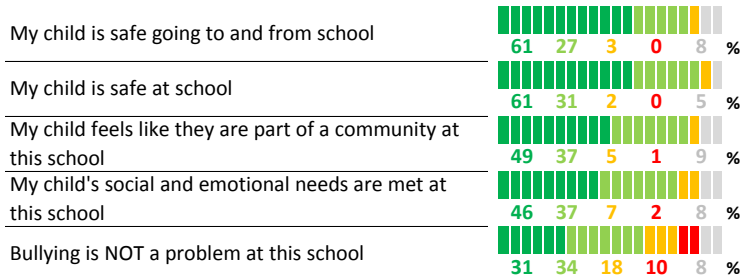 My child is safe going to and from school
61 27 3 0 8 %
My child is safe at school
61 31 2 0 5 %
My child feels like they are part of a community at
this school
49 37 5 1 9 %
My child's social and emotional needs are met at
this school
46 37 7 2 8 %
Bullying is NOT a problem at this school
31 34 18 10 8 %